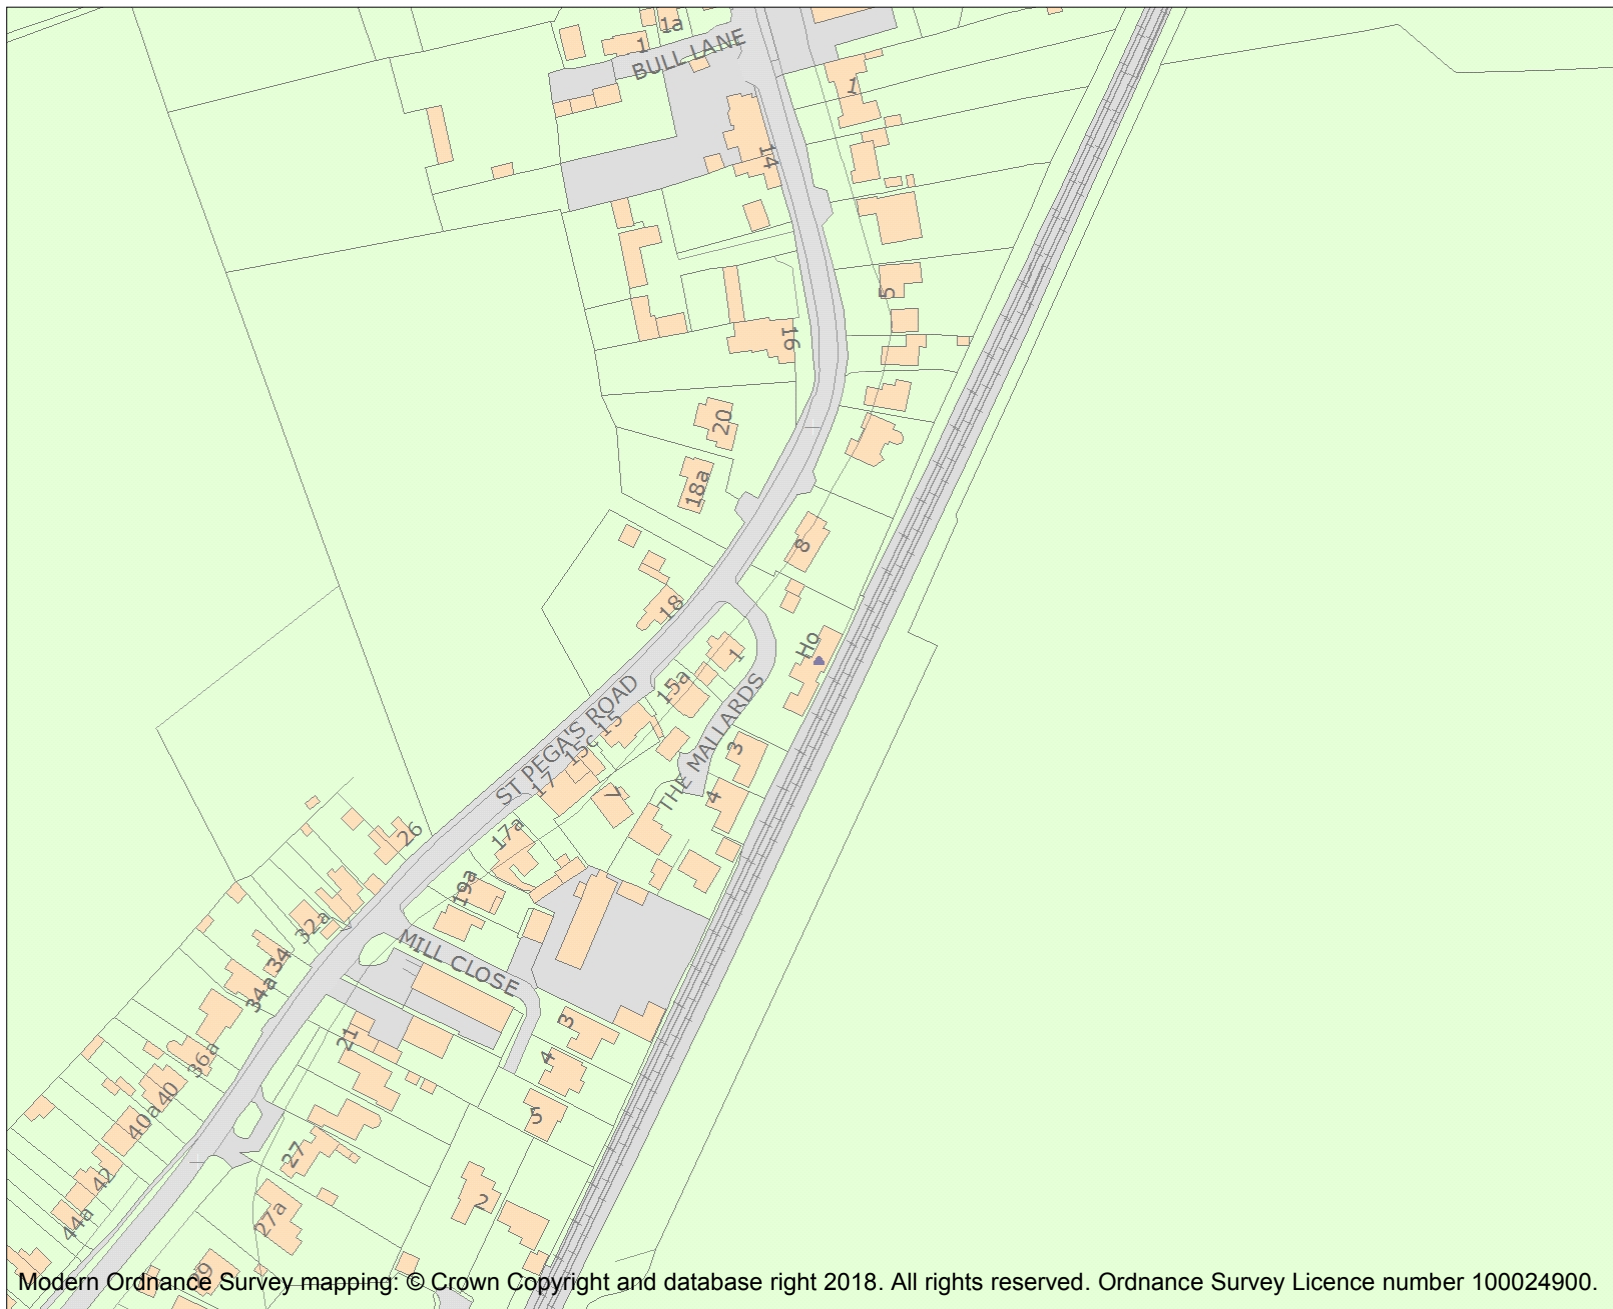 1a
1
BULL LANE
1
14
5
16
20
18a
8
18
Ho
1
15a
ST PEGA'S ROAD
15
15c
17
THE MALLARDS
3
4
7
26
17a
19a
32a
34
34a
MILL CLOSE
3
21
4
36a
40
5
40a
27
42
2
27a
44a
29
Modern Ordnance Survey mapping: © Crown Copyright and database right 2018. All rights reserved. Ordnance Survey Licence number 100024900.